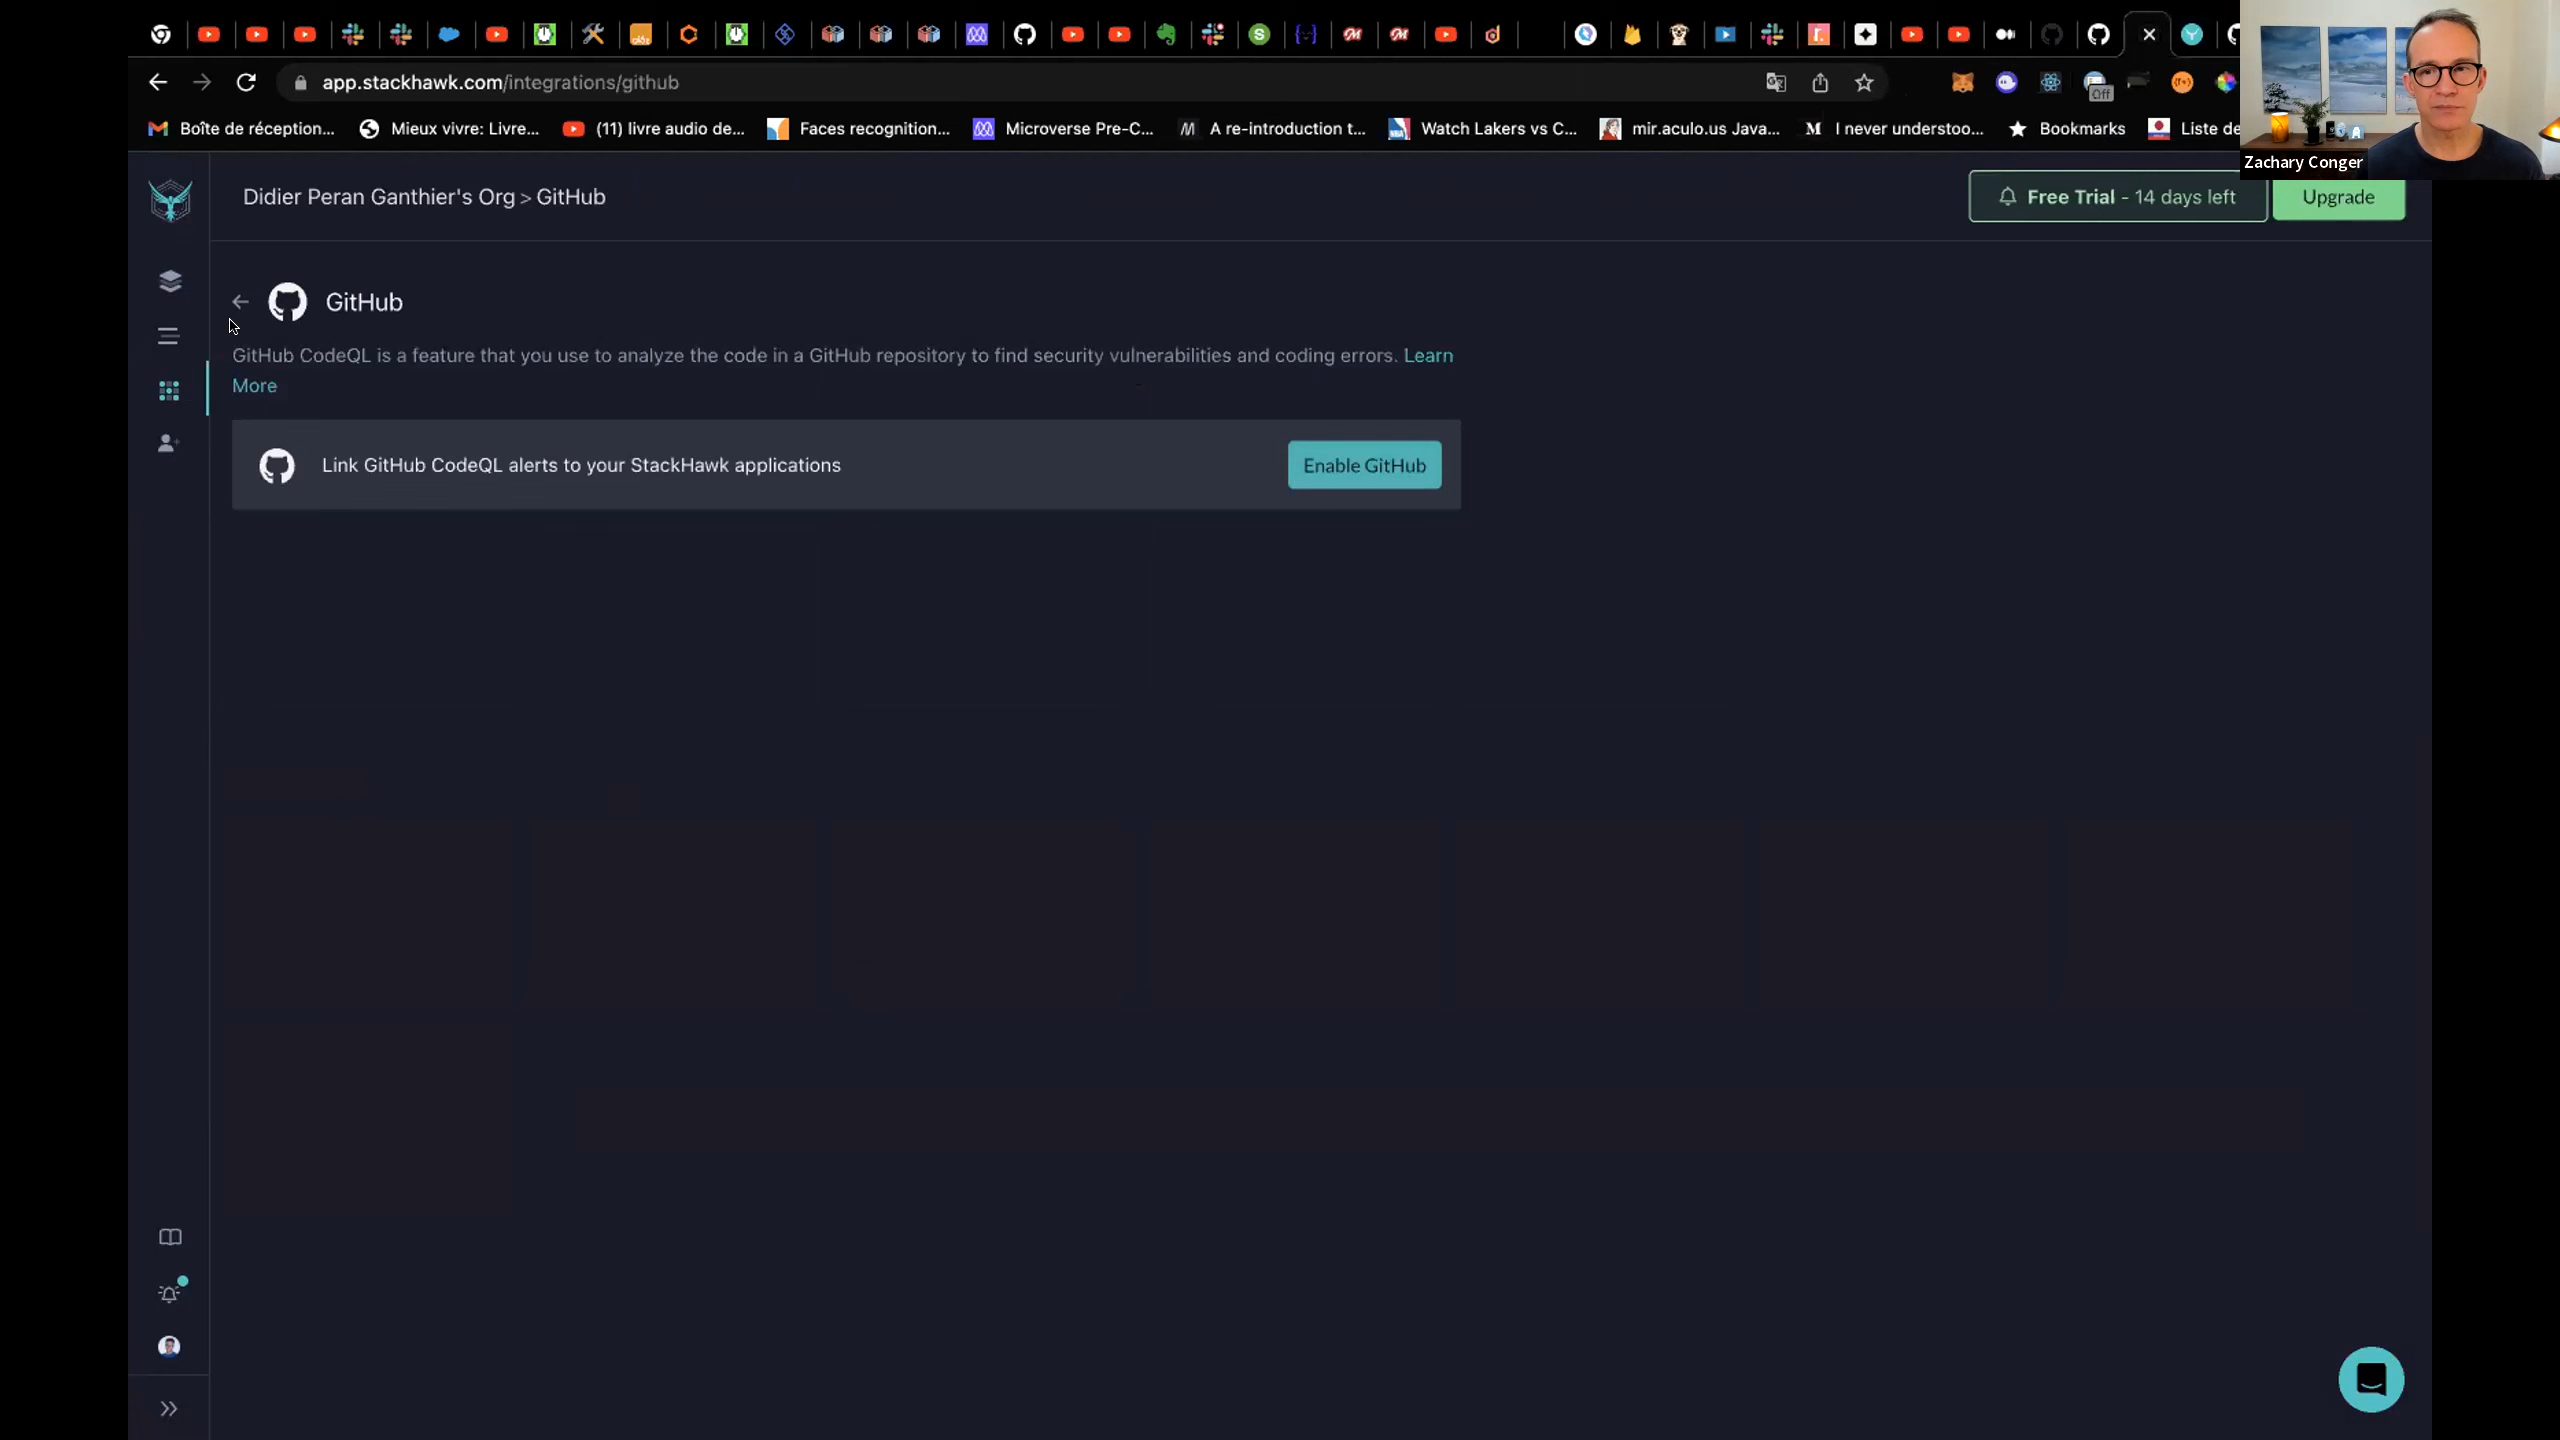 app.stackhawk.com/integrations/github
Off
Boîte de réception... Mieux vivre: Livre... (11) livre audio de... Faces recognition... Microverse Pre-C... A re-introduction t... Watch Lakers vs C... mir.aculo.us Java... I never understoo... Bookmarks Liste de
Zachary Conger
Didier Peran Ganthier's Org > GitHub
Free Trial - 14 days left
Upgrade
GitHub
GitHub CodeQL is a feature that you use to analyze the code in a GitHub repository to find security vulnerabilities and coding errors. Learn
More
Link GitHub CodeQL alerts to your StackHawk applications
Enable GitHub